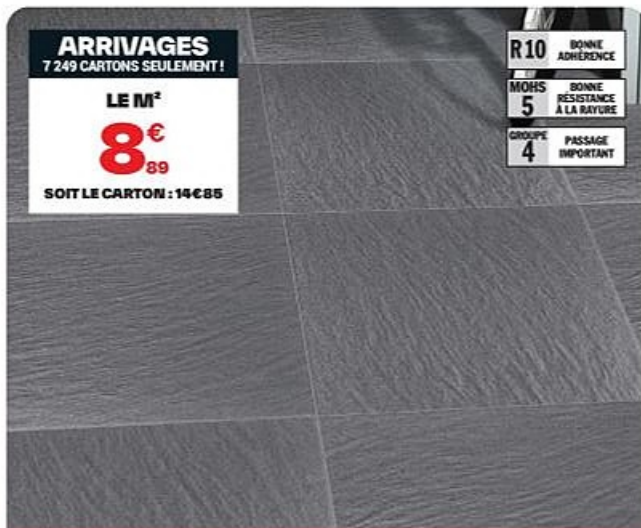 ARRIVAGES
7 249 CARTONS SEULEMENT !
LE M²
8€89
SOIT LE CARTON : 14€85
R10 BONNE
ADHÉRENCE
MOHS
5
BONNE
RÉSISTANCE
À LA RAYURE
GROUPE
4
PASSAGE
IMPORTANT